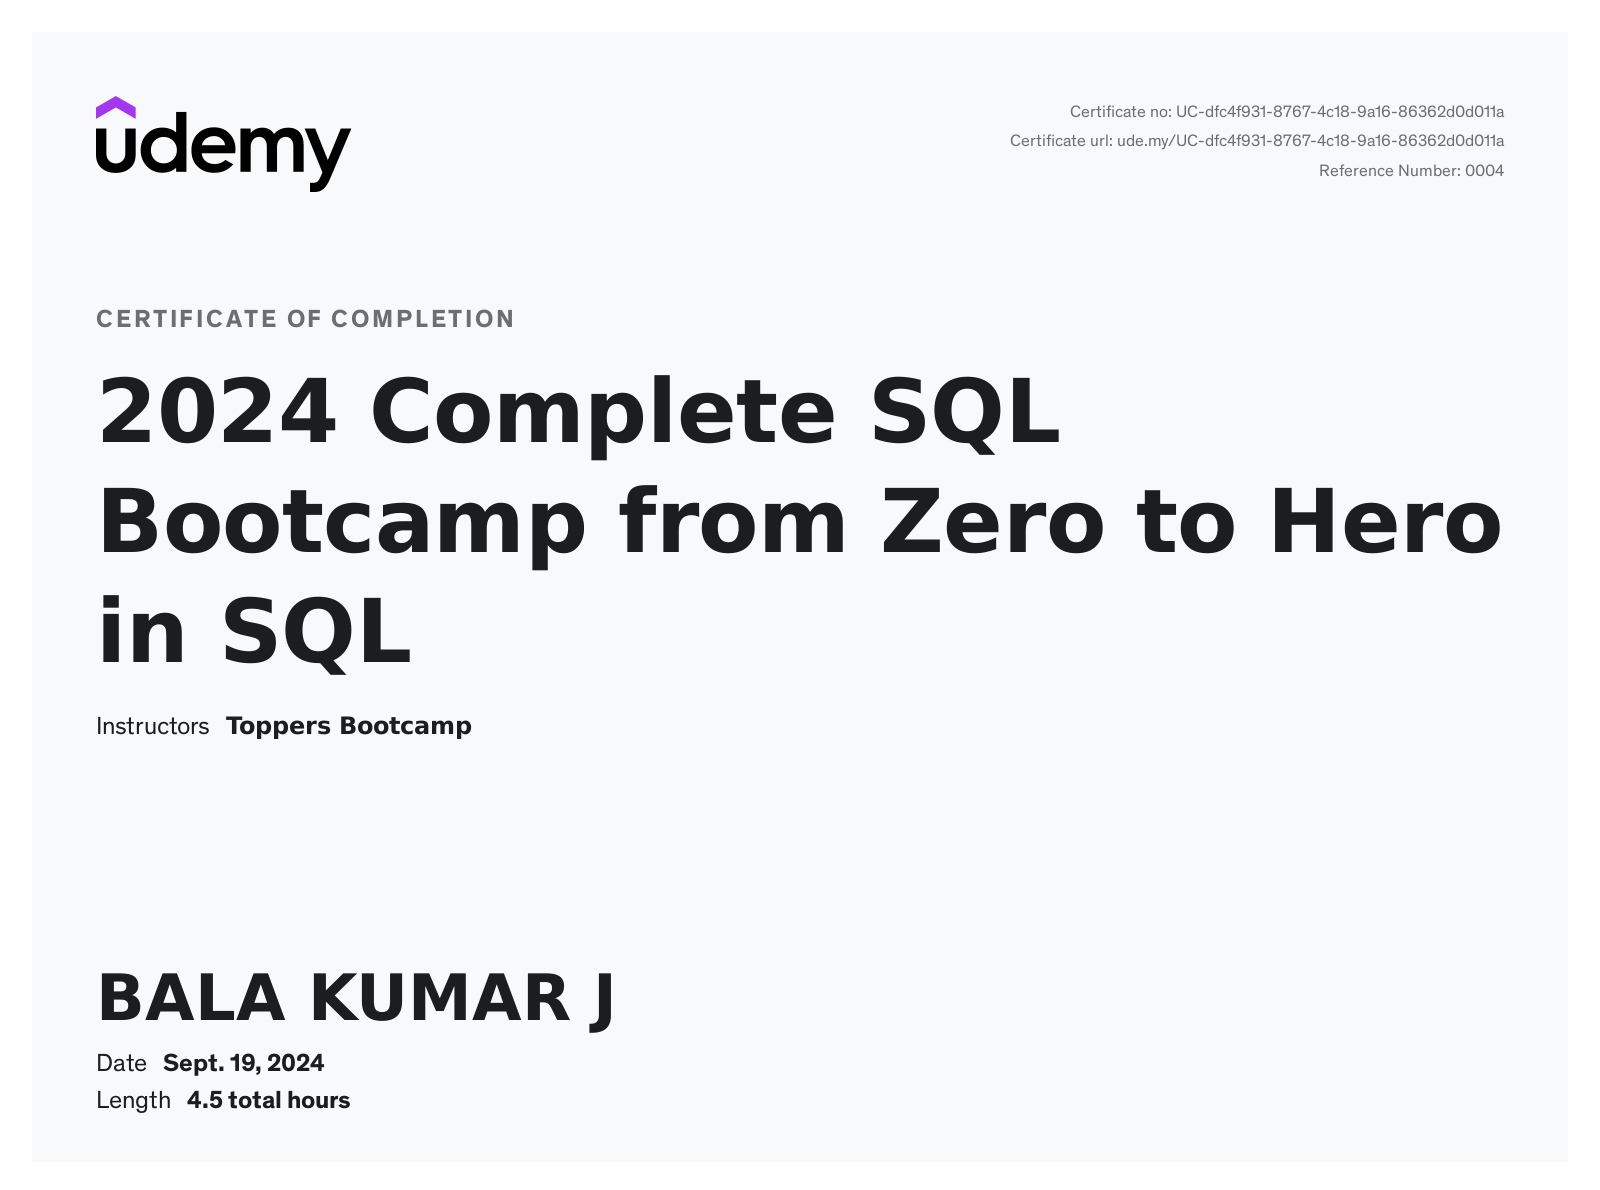 udemy
Certificate no: UC-dfc4f931-8767-4c18-9a16-86362d0d011a
Certificate url: ude.my/UC-dfc4f931-8767-4c18-9a16-86362d0d011a
Reference Number: 0004
CERTIFICATE OF COMPLETION
2024 Complete SQL
Bootcamp from Zero to Hero
in SQL
Instructors Toppers Bootcamp
BALA KUMAR J
Date Sept. 19, 2024
Length 4.5 total hours